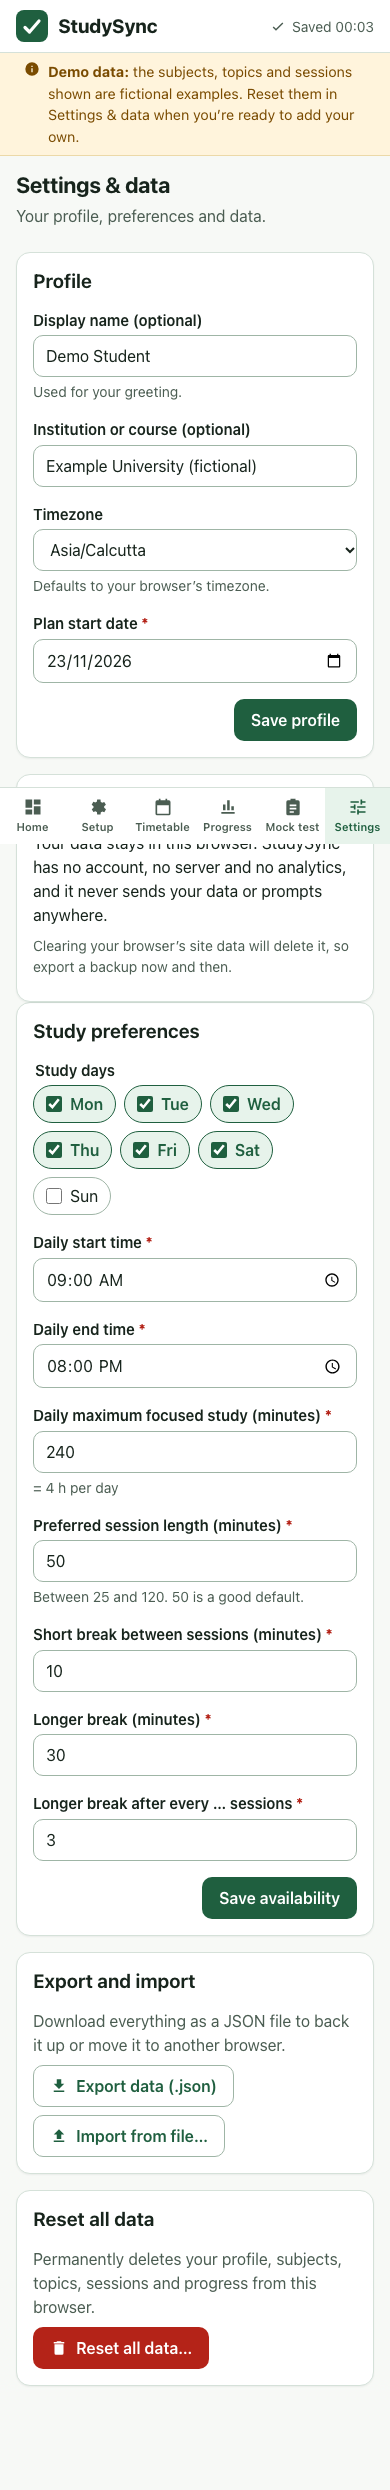 StudySync
Saved 00:03
Demo data: the subjects, topics and sessions
shown are fictional examples. Reset them in
Settings & data when you’re ready to add your
own.
Settings & data
Your profile, preferences and data.
Profile
Display name (optional)
Demo Student
Used for your greeting.
Institution or course (optional)
Example University (fictional)
Timezone
Asia/Calcutta
Defaults to your browser’s timezone.
Plan start date *
23/11/2026
Save profile
Home Setup Timetable Progress Mock test Settings
Your data stays in this browser. StudySync
has no account, no server and no analytics,
and it never sends your data or prompts
anywhere.
Clearing your browser’s site data will delete it, so
export a backup now and then.
Study preferences
Study days
Mon Tue Wed
Thu Fri Sat
Sun
Daily start time *
09:00 AM
Daily end time *
08:00 PM
Daily maximum focused study (minutes) *
240
= 4 h per day
Preferred session length (minutes) *
50
Between 25 and 120. 50 is a good default.
Short break between sessions (minutes) *
10
Longer break (minutes) *
30
Longer break after every … sessions *
3
Save availability
Export and import
Download everything as a JSON file to back
it up or move it to another browser.
Export data (.json)
Import from file…
Reset all data
Permanently deletes your profile, subjects,
topics, sessions and progress from this
browser.
Reset all data…